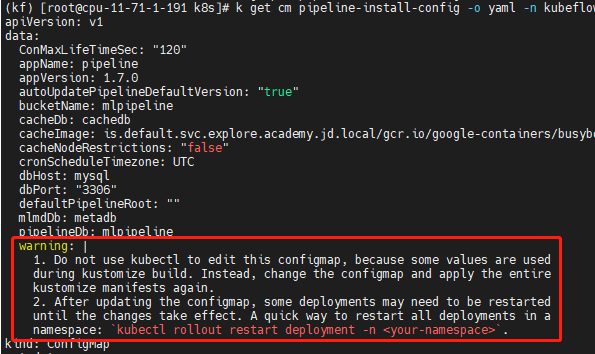 (kf) [root@cpu-11-71-1-191 k8s]# k get cm pipeline-install-config -o yaml -n kubeflow
apiVersion: v1
data:
ConMaxLifeTimeSec: "120"
appName: pipeline
appVersion: 1.7.0
autoUpdatePipelineDefaultVersion: "true"
bucketName: mlpipeline
cacheDb: cachedb
cacheImage: is.default.svc.explore.academy.jd.local/gcr.io/google-containers/busybo
cacheNodeRestrictions: "false"
cronScheduleTimezone: UTC
dbHost: mysql
dbPort: "3306"
defaultPipelineRoot: ""
mlmdDb: metadb
pipelineDb: mlpipeline
warning: |
1. Do not use kubectl to edit this configmap, because some values are used
during kustomize build. Instead, change the configmap and apply the entire
kustomize manifests again.
2. After updating the configmap, some deployments may need to be restarted
until the changes take effect. A quick way to restart all deployments in a
namespace: `kubectl rollout restart deployment -n <your-namespace>`.
kind: ConfigMap